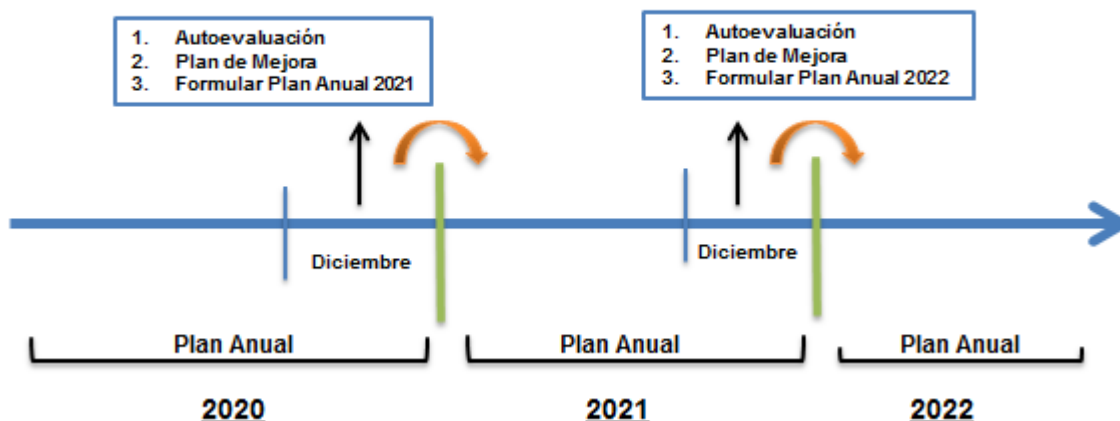 1. Autoevaluación
2. Plan de Mejora
3. Formular Plan Anual 2021
1. Autoevaluación
2. Plan de Mejora
3. Formular Plan Anual 2022
Diciembre
Diciembre
Plan Anual
Plan Anual
Plan Anual
2020
2021
2022